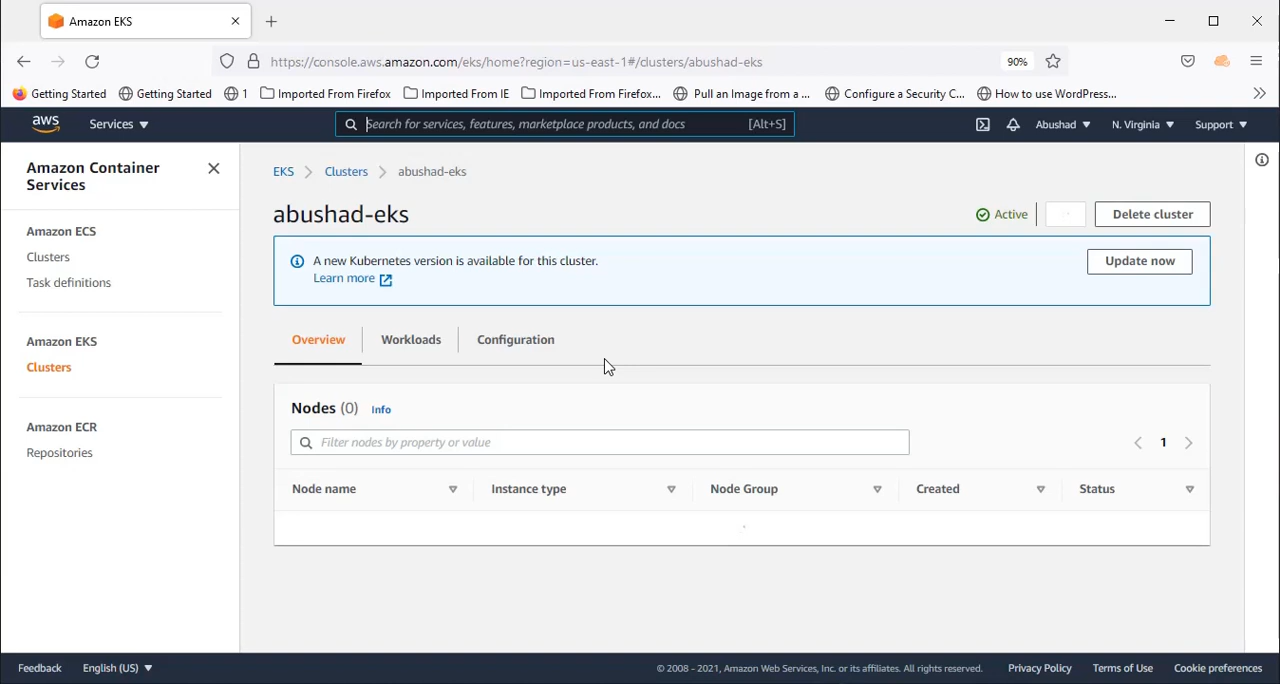 Amazon EKS
https://console.aws.amazon.com/eks/home?region=us-east-1#/clusters/abushad-eks
90%
Getting Started
Getting Started
1
Imported From Firefox
Imported From IE
Imported From Firefox...
Pull an Image from a ...
Configure a Security C...
How to use WordPress...
aws
Services
Search for services, features, marketplace products, and docs
[Alt+S]
Abushad
N. Virginia
Support
Amazon Container
Services
Amazon ECS
Clusters
Task definitions
Amazon EKS
Clusters
Amazon ECR
Repositories
EKS
Clusters
abushad-eks
abushad-eks
Active
Delete cluster
A new Kubernetes version is available for this cluster.
Learn more
Update now
Overview
Workloads
Configuration
Nodes (0) Info
Filter nodes by property or value
1
Node name
Instance type
Node Group
Created
Status
Feedback
English (US)
© 2008 - 2021, Amazon Web Services, Inc. or its affiliates. All rights reserved.
Privacy Policy
Terms of Use
Cookie preferences